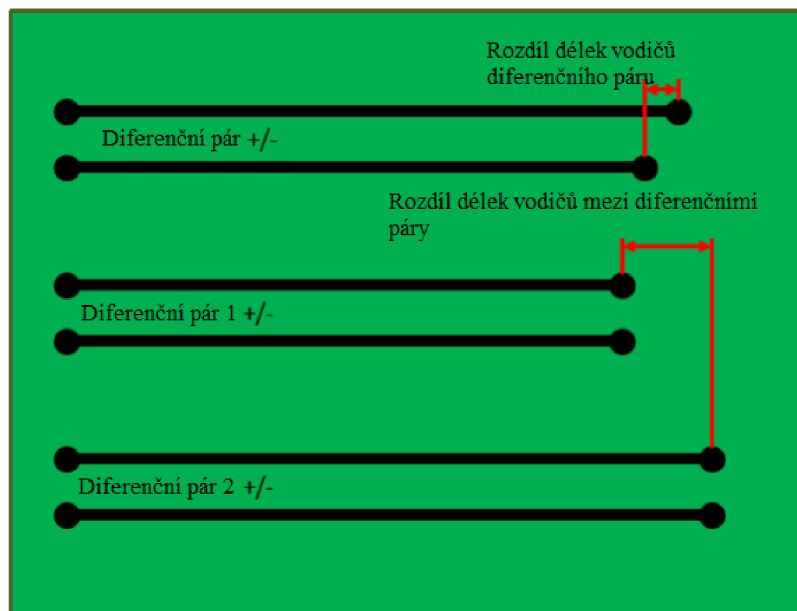 Rozdíl délek vodičů
diferenčního páru
Diferenční pár +/-
Rozdíl délek vodičů mezi diferenčními
páry
Diferenční pár 1 +/-
Diferenční pár 2 +/-